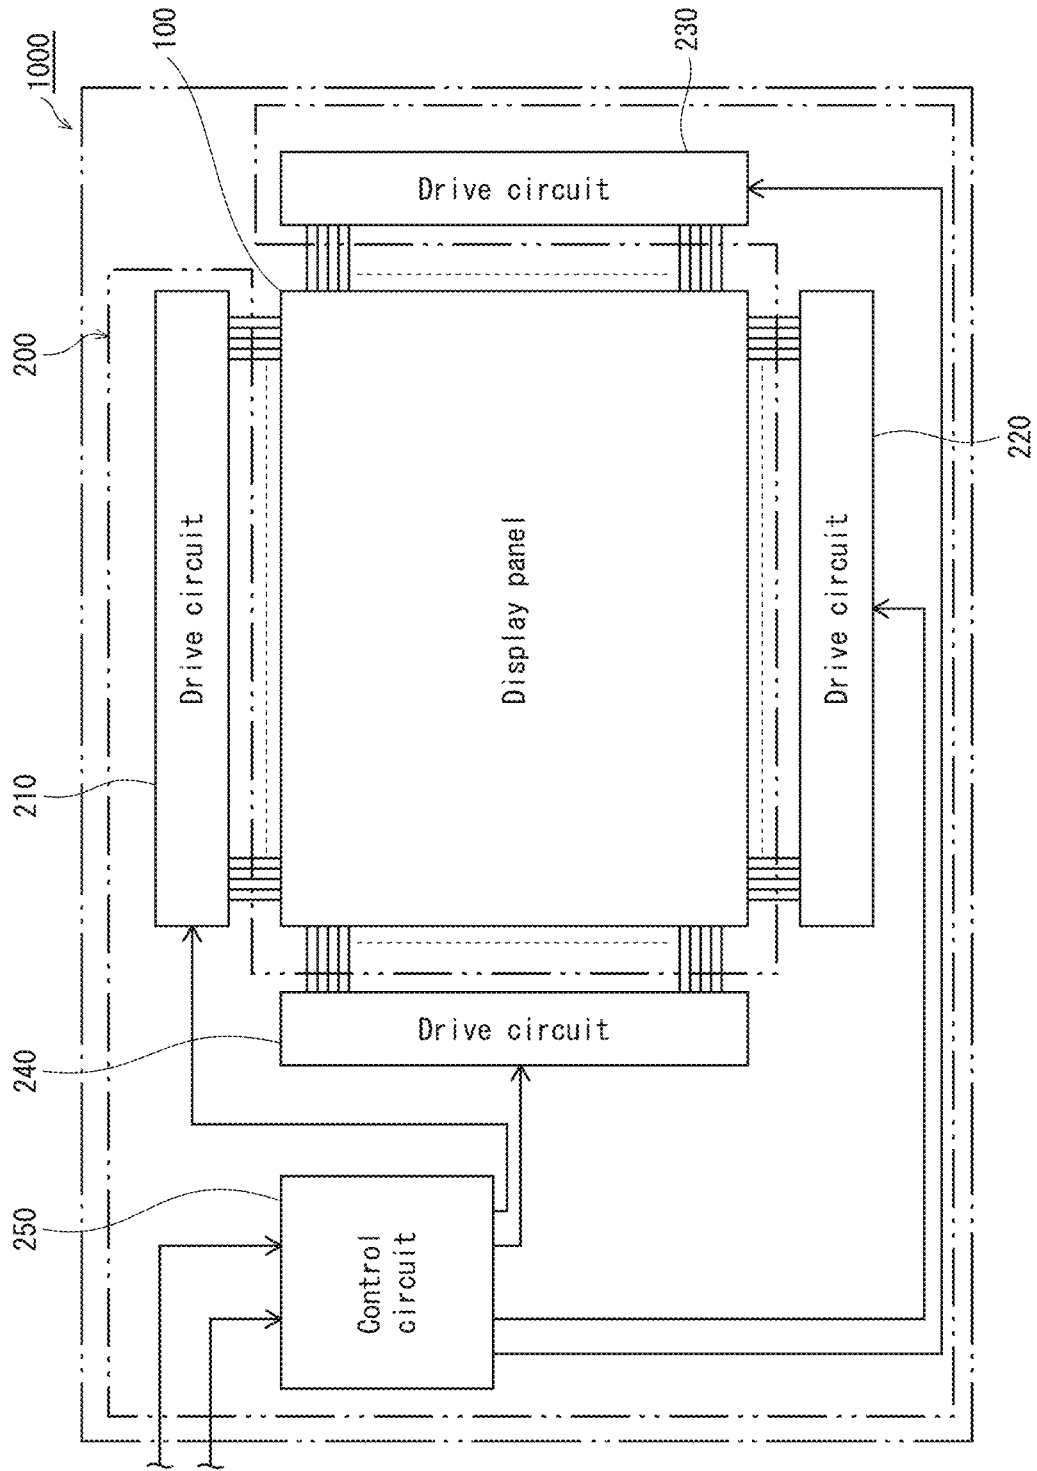 1000
100
230
Drive circuit
200
210
Drive circuit
Display panel
Drive circuit
220
240
Drive circuit
250
Control
circuit